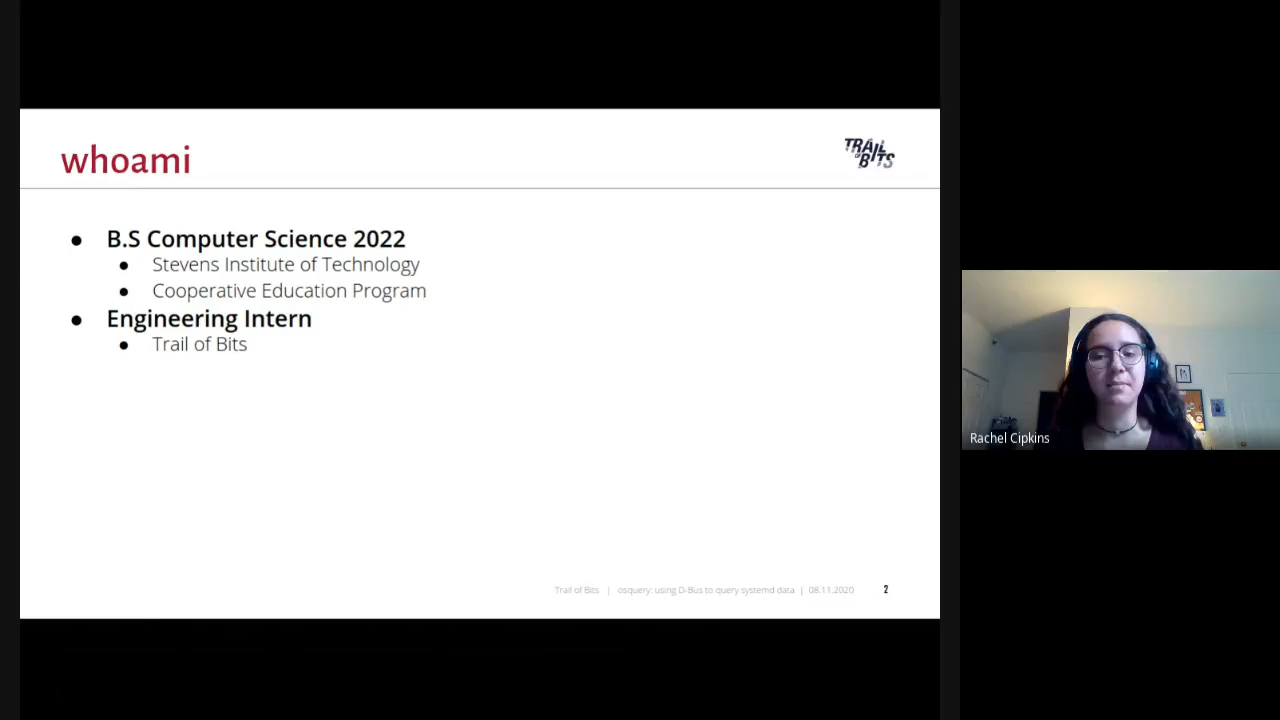 whoami
TRAIL
OF
BITS
B.S Computer Science 2022
Stevens Institute of Technology
Cooperative Education Program
Engineering Intern
Trail of Bits
Trail of Bits | osquery: using D-Bus to query systemd data | 08.11.2020 2
Rachel Cipkins